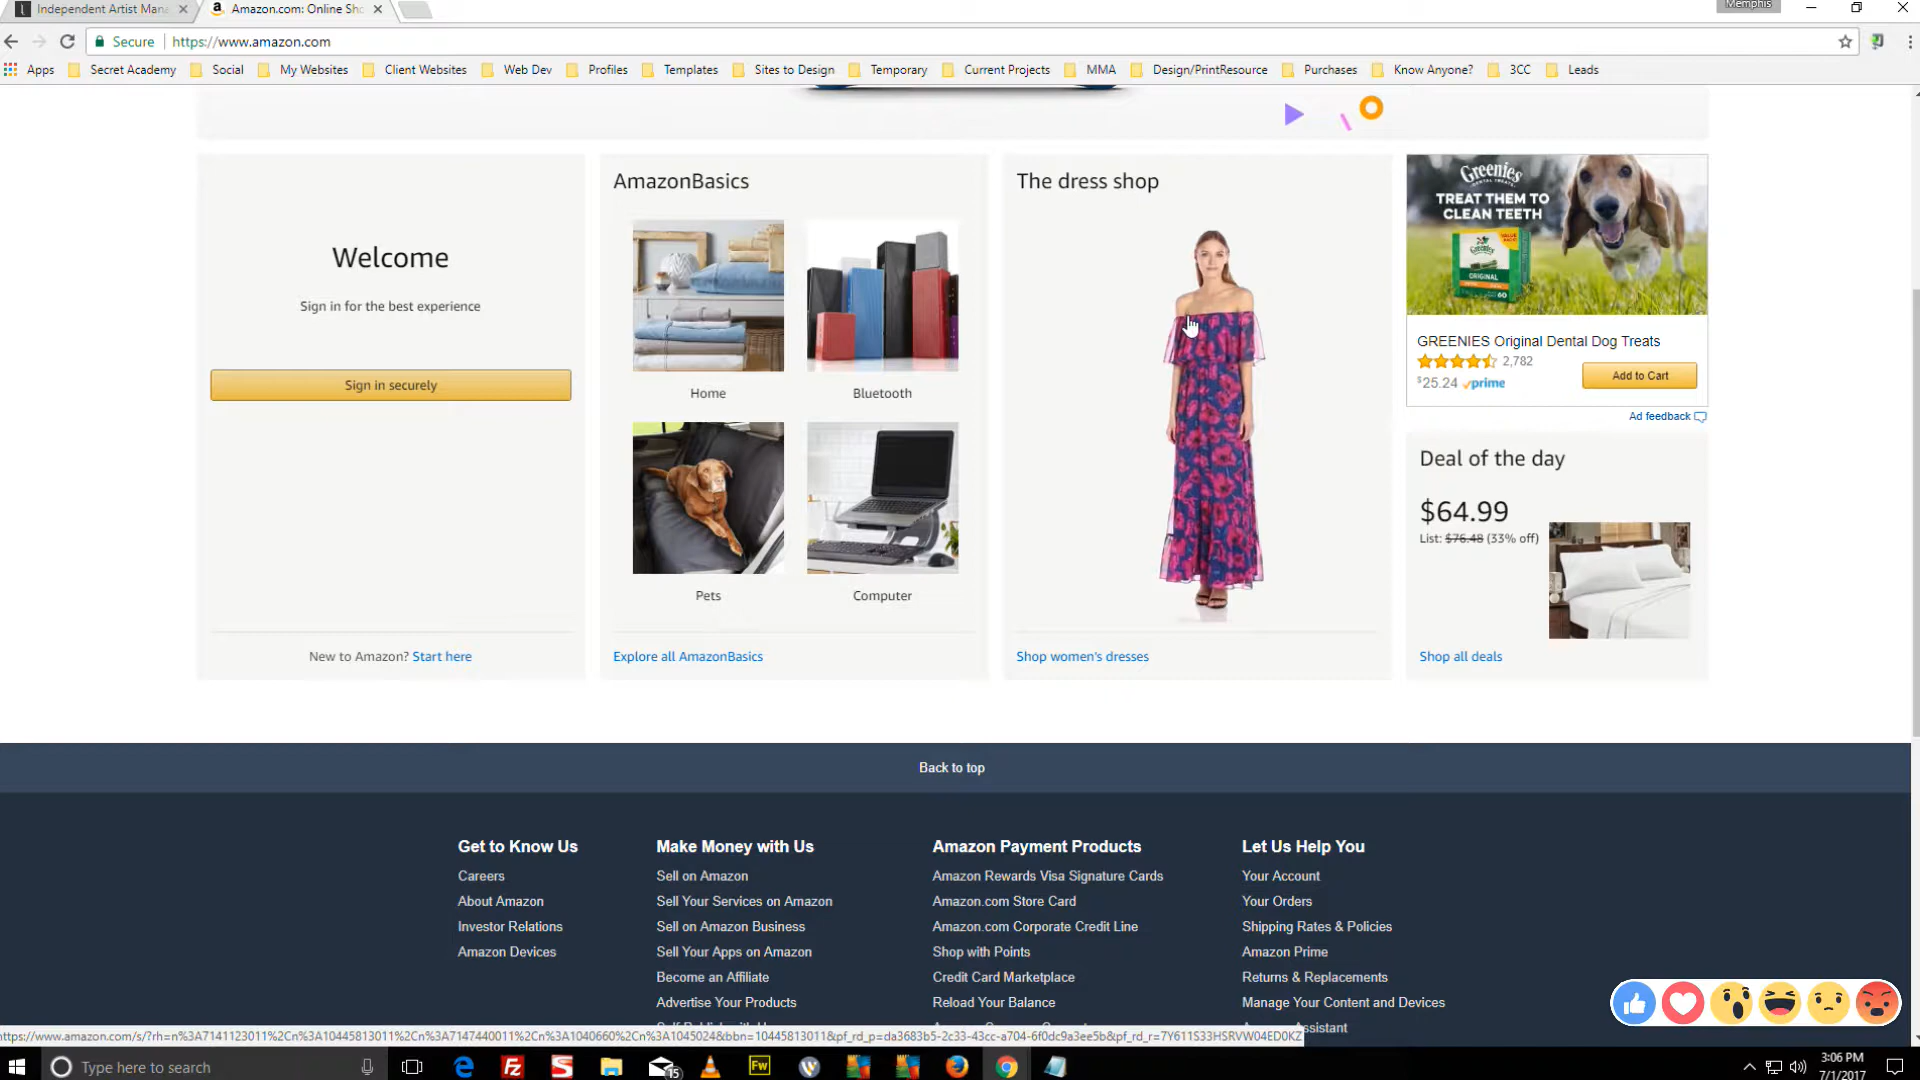 Independent Artist Mana
Amazon.com: Online Sho
Memphis
Secure https://www.amazon.com
Apps Secret Academy Social My Websites Client Websites Web Dev Profiles Templates Sites to Design Temporary Current Projects MMA Design/PrintResource Purchases Know Anyone? 3CC Leads
Welcome
Sign in for the best experience
Sign in securely
New to Amazon? Start here
AmazonBasics
Home
Bluetooth
Pets
Computer
Explore all AmazonBasics
The dress shop
Shop women's dresses
Greenies
DENTAL TREATS
TREAT THEM TO
CLEAN TEETH
ORIGINAL
60
GREENIES Original Dental Dog Treats
2,782
$25.24 prime
Add to Cart
Ad feedback
Deal of the day
$64.99
List: $76.48 (33% off)
Shop all deals
Back to top
Get to Know Us
Careers
About Amazon
Investor Relations
Amazon Devices
Make Money with Us
Sell on Amazon
Sell Your Services on Amazon
Sell on Amazon Business
Sell Your Apps on Amazon
Become an Affiliate
Advertise Your Products
Amazon Payment Products
Amazon Rewards Visa Signature Cards
Amazon.com Store Card
Amazon.com Corporate Credit Line
Shop with Points
Credit Card Marketplace
Reload Your Balance
Let Us Help You
Your Account
Your Orders
Shipping Rates & Policies
Amazon Prime
Returns & Replacements
Manage Your Content and Devices
Assistant
https://www.amazon.com/s/?rh=n%3A7141123011%2Cn%3A10445813011%2Cn%3A7147440011%2Cn%3A1040660%2Cn%3A1045024&bbn=10445813011&pf_rd_p=da3683b5-2c33-43cc-a704-6f0dc9a3ee5b&pf_rd_r=7Y611S33HSRVW04ED0KZ
Type here to search
15
Fw
3:06 PM
7/1/2017